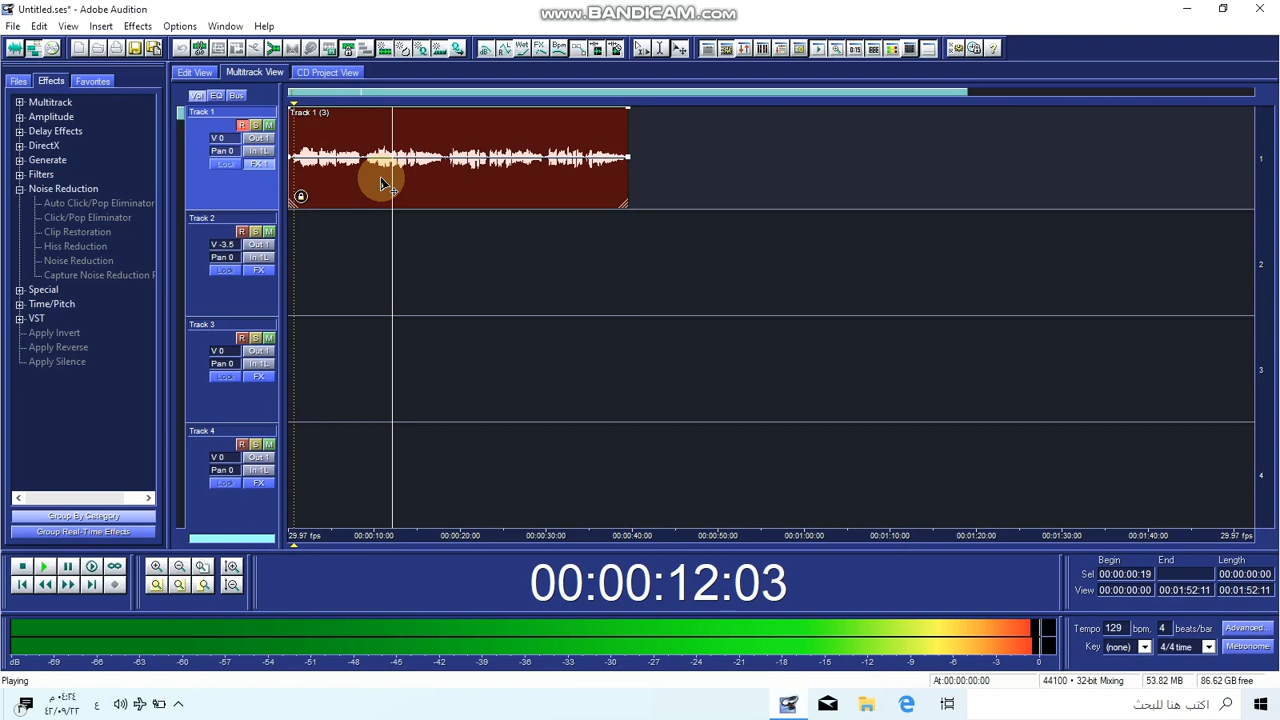 Untitled.ses* - Adobe Audition
www.BANDICAM.com
File Edit View Insert Effects Options Window Help
Files Effects Favorites
Edit View Multitrack View CD Project View
Vol EQ Bus
Multitrack
Amplitude
Delay Effects
DirectX
Generate
Filters
Noise Reduction
Auto Click/Pop Eliminator
Click/Pop Eliminator
Clip Restoration
Hiss Reduction
Noise Reduction
Capture Noise Reduction P
Special
Time/Pitch
VST
Apply Invert
Apply Reverse
Apply Silence
Group By Category
Group Real-Time Effects
Track 1
R S M
V 0 Out 1
Pan 0 In 1L
Lock FX 1
Track 1 (3)
1
Track 2
R S M
V -3.5 Out 1
Pan 0 In 1L
Lock FX
2
Track 3
R S M
V 0 Out 1
Pan 0 In 1L
Lock FX
3
Track 4
R S M
V 0 Out 1
Pan 0 In 1L
Lock FX
4
29.97 fps 00:00:10:00 00:00:20:00 00:00:30:00 00:00:40:00 00:00:50:00 00:01:00:00 00:01:10:00 00:01:20:00 00:01:30:00 00:01:40:00 29.97 fps
00:00:12:03
Begin End Length
Sel 00:00:00:19 00:00:00:00
View 00:00:00:00 00:01:52:11 00:01:52:11
Tempo 129 bpm, 4 beats/bar Advanced...
Key (none) 4/4 time Metronome
dB -69 -66 -63 -60 -57 -54 -51 -48 -45 -42 -39 -36 -33 -30 -27 -24 -21 -18 -15 -12 -9 -6 -3 0
Playing
At:00:00:00:00 44100 • 32-bit Mixing 53.82 MB 86.62 GB free
٠٤:٣٤ م
٤٢/٠٩/٢٢
ع
اكتب هنا للبحث